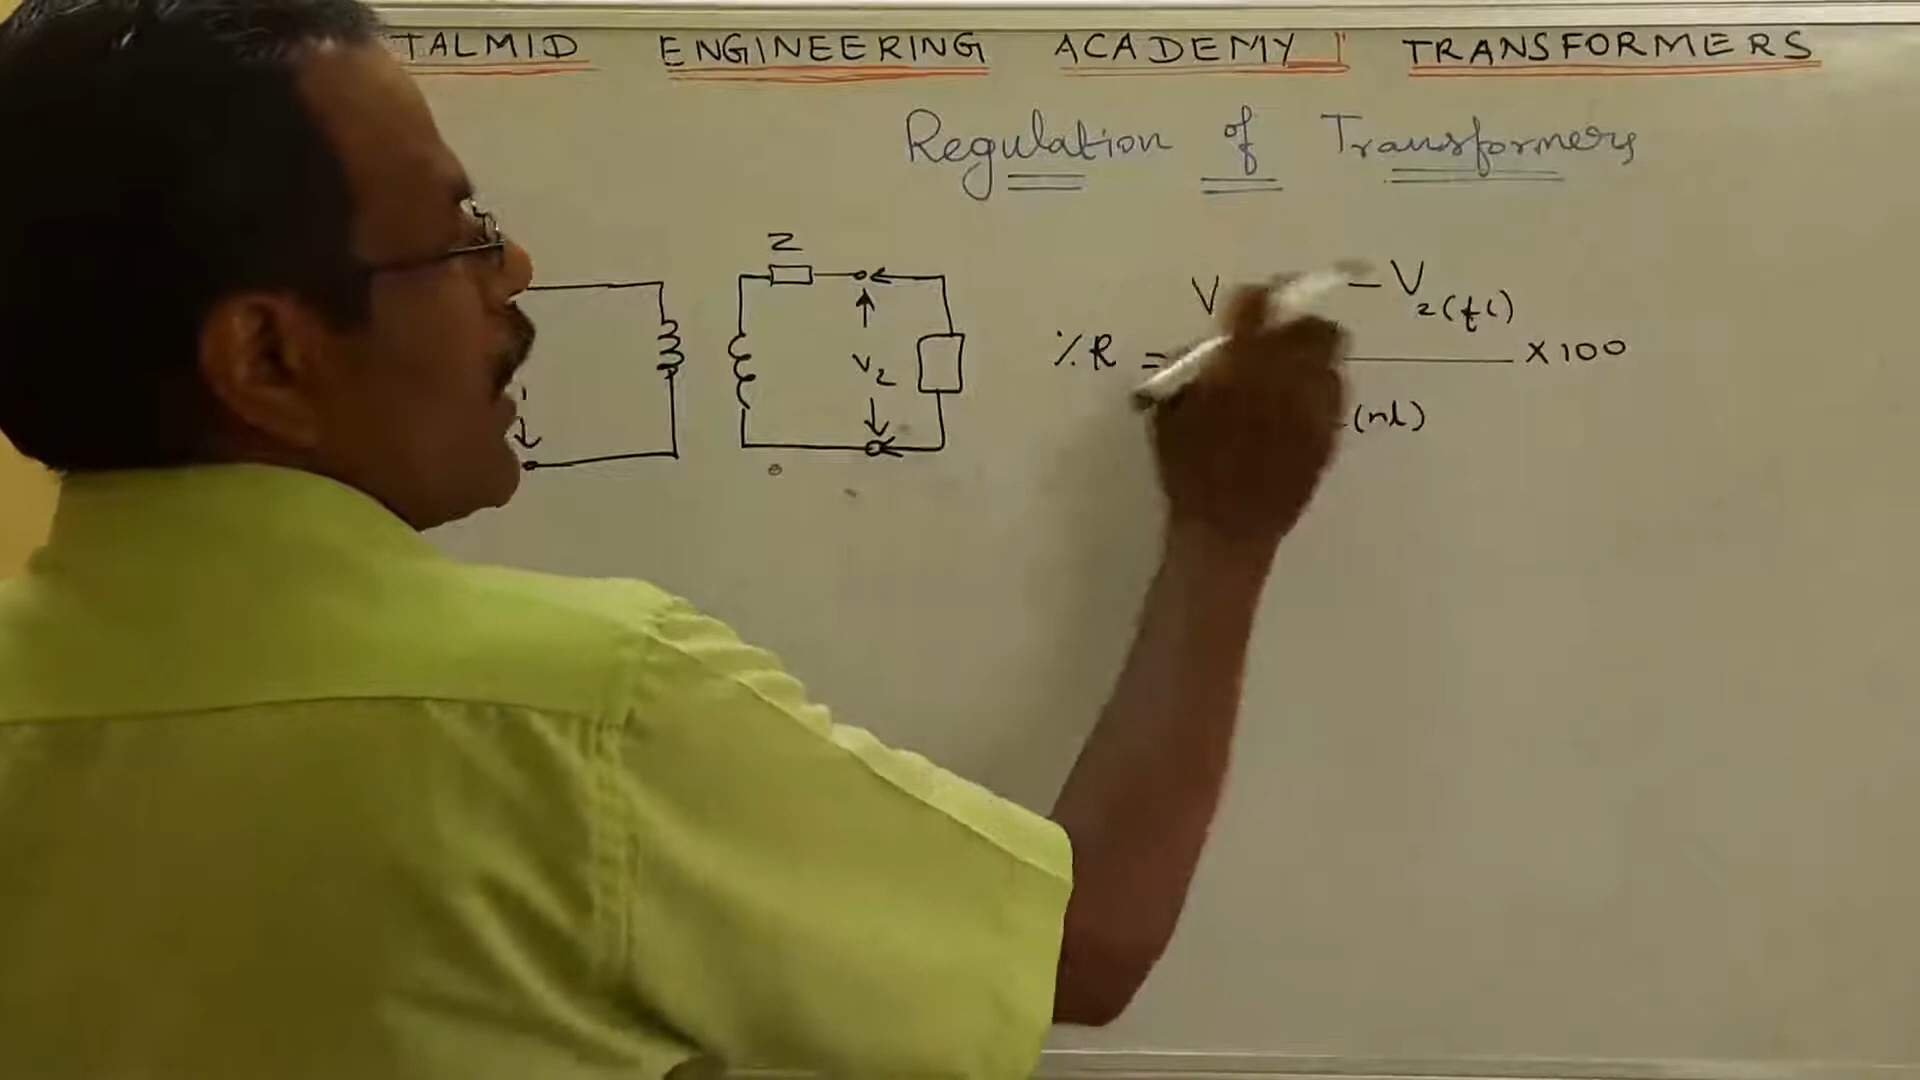 TALMID ENGINEERING ACADEMY TRANSFORMERS
Regulation of Transformers
Z
V2
%R = V - V2(fl) X 100
(nl)